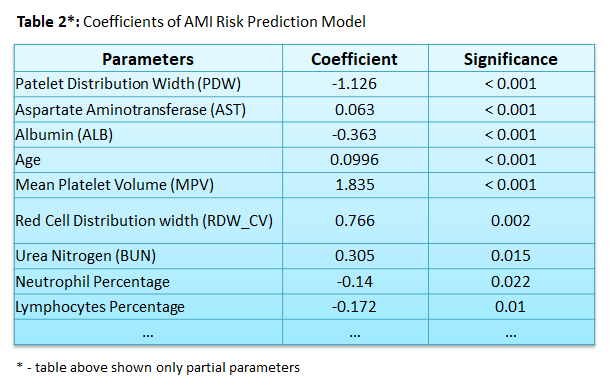 Table 2*: Coefficients of AMI Risk Prediction Model
Parameters Coefficient Significance
Patelet Distribution Width (PDW) -1.126 < 0.001
Aspartate Aminotransferase (AST) 0.063 < 0.001
Albumin (ALB) -0.363 < 0.001
Age 0.0996 < 0.001
Mean Platelet Volume (MPV) 1.835 < 0.001
Red Cell Distribution width (RDW_CV) 0.766 0.002
Urea Nitrogen (BUN) 0.305 0.015
Neutrophil Percentage -0.14 0.022
Lymphocytes Percentage -0.172 0.01
... ... ...
* - table above shown only partial parameters